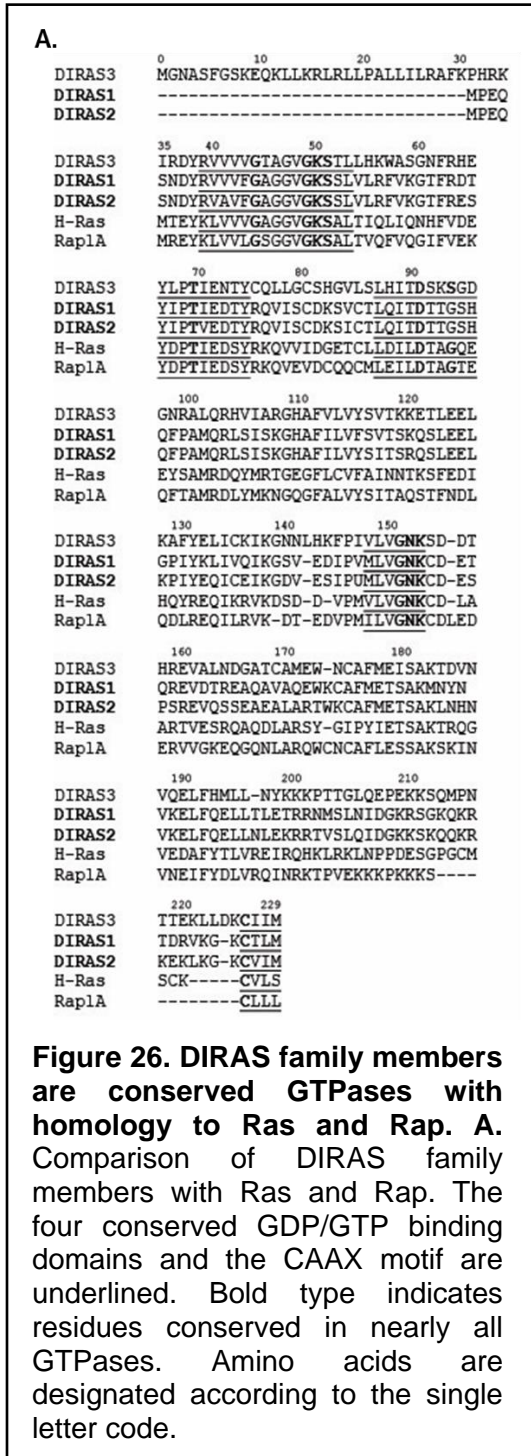 A.
0 10 20 30
DIRAS3 MGNASFGSKEQKLLKRLRLLPALLILRAFKPHRK
DIRAS1 ------------------------------MPEQ
DIRAS2 ------------------------------MPEQ
35 40 50 60
DIRAS3 IRDYRVVVVGTAGVGKSTLLHKWASGNFRHE
DIRAS1 SNDYRVVVFGAGGVGKSSLVLRFVKGTFRDT
DIRAS2 SNDYRVAVFGAGGVGKSSLVLRFVKGTFRES
H-Ras MTEYKLVVVGAGGVGKSALTIQLIQNHFVDE
Rap1A MREYKLVVLGSGGVGKSALTVQFVQGIFVEK
70 80 90
DIRAS3 YLPTIENTYCQLLGCSHGVLSLHITDSKSGD
DIRAS1 YIPTIEDTYRQVISCDKSVCTLQITDTTGSH
DIRAS2 YIPTVEDTYRQVISCDKSICTLQITDTTGSH
H-Ras YDPTIEDSYRKQVVIDGETCLLDILDTAGQE
Rap1A YDPTIEDSYRKQVEVDCQQCMLEILDTAGTE
100 110 120
DIRAS3 GNRALQRHVIARGHAFVLVYSVTKKETLEEL
DIRAS1 QFPAMQRLSISKGHAFILVFSVTSKQSLEEL
DIRAS2 QFPAMQRLSISKGHAFILVYSITSRQSLEEL
H-Ras EYSAMRDQYMRTGEGFLCVFAINNTKSFEDI
Rap1A QFTAMRDLYMKNGQGFALVYSITAQSTFNDL
130 140 150
DIRAS3 KAFYELICKIKGNNLHKFPIVLVGNKSD-DT
DIRAS1 GPIYKLIVQIKGSV-EDIPVMLVGNKCD-ET
DIRAS2 KPIYEQICEIKGDV-ESIPUMLVGNKCD-ES
H-Ras HQYREQIKRVKDSD-D-VPMVLVGNKCD-LA
Rap1A QDLREQILRVK-DT-EDVPMILVGNKCDLED
160 170 180
DIRAS3 HREVALNDGATCAMEW-NCAFMEISAKTDVN
DIRAS1 QREVDTREAQAVAQEWKCAFMETSAKMNYN
DIRAS2 PSREVQSSEAEALARTWKCAFMETSAKLNHN
H-Ras ARTVESRQAQDLARSY-GIPYIETSAKTRQG
Rap1A ERVVGKEQGQNLARQWCNCAFLESSAKSKIN
190 200 210
DIRAS3 VQELFHMLL-NYKKKPTTGLQEPEKKSQMPN
DIRAS1 VKELFQELLTLETRRNMSLNIDGKRSGKQKR
DIRAS2 VKELFQELLNLEKRRTVSLQIDGKKSKQQKR
H-Ras VEDAFYTLVREIRQHKLRKLNPPDESGPGCM
Rap1A VNEIFYDLVRQINRKTPVEKKKPKKKS----
220 229
DIRAS3 TTEKLLDKCIIM
DIRAS1 TDRVKG-KCTLM
DIRAS2 KEKLKG-KCVIM
H-Ras SCK-----CVLS
Rap1A --------CLLL
Figure 26. DIRAS family members
are conserved GTPases with
homology to Ras and Rap. A.
Comparison of DIRAS family
members with Ras and Rap. The
four conserved GDP/GTP binding
domains and the CAAX motif are
underlined. Bold type indicates
residues conserved in nearly all
GTPases. Amino acids are
designated according to the single
letter code.